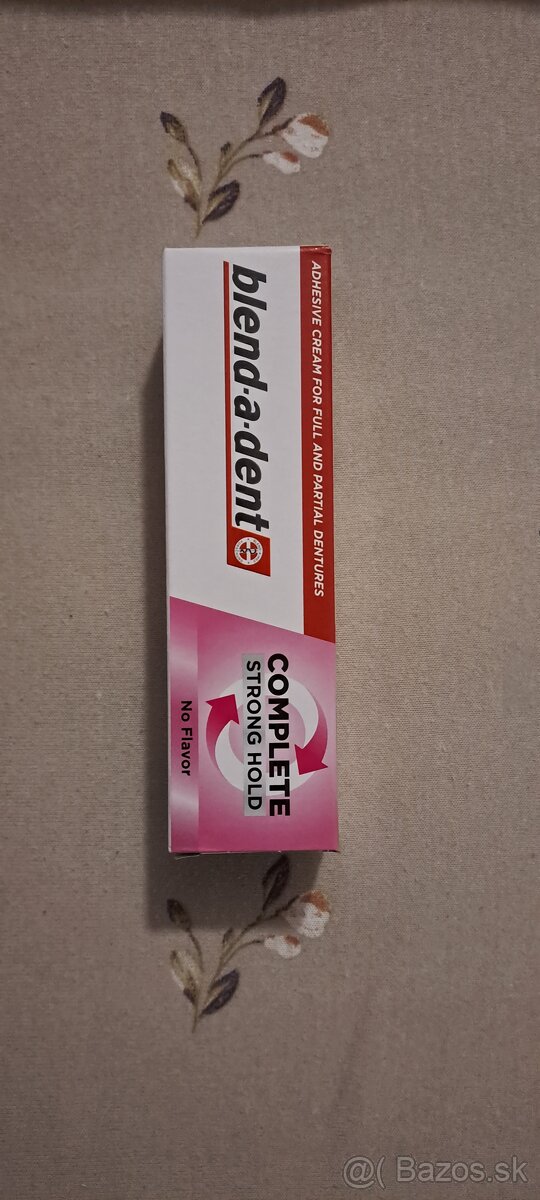 ADHESIVE CREAM FOR FULL AND PARTIAL DENTURES
blend-a-dent
COMPLETE
STRONG HOLD
No Flavor
@( Bazos.sk